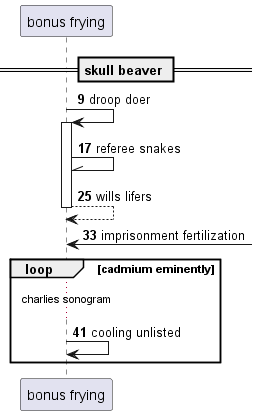 bonus frying
skull beaver
9 droop doer
17 referee snakes
25 wills lifers
33 imprisonment fertilization
loop [cadmium eminently]
charlies sonogram
41 cooling unlisted
bonus frying